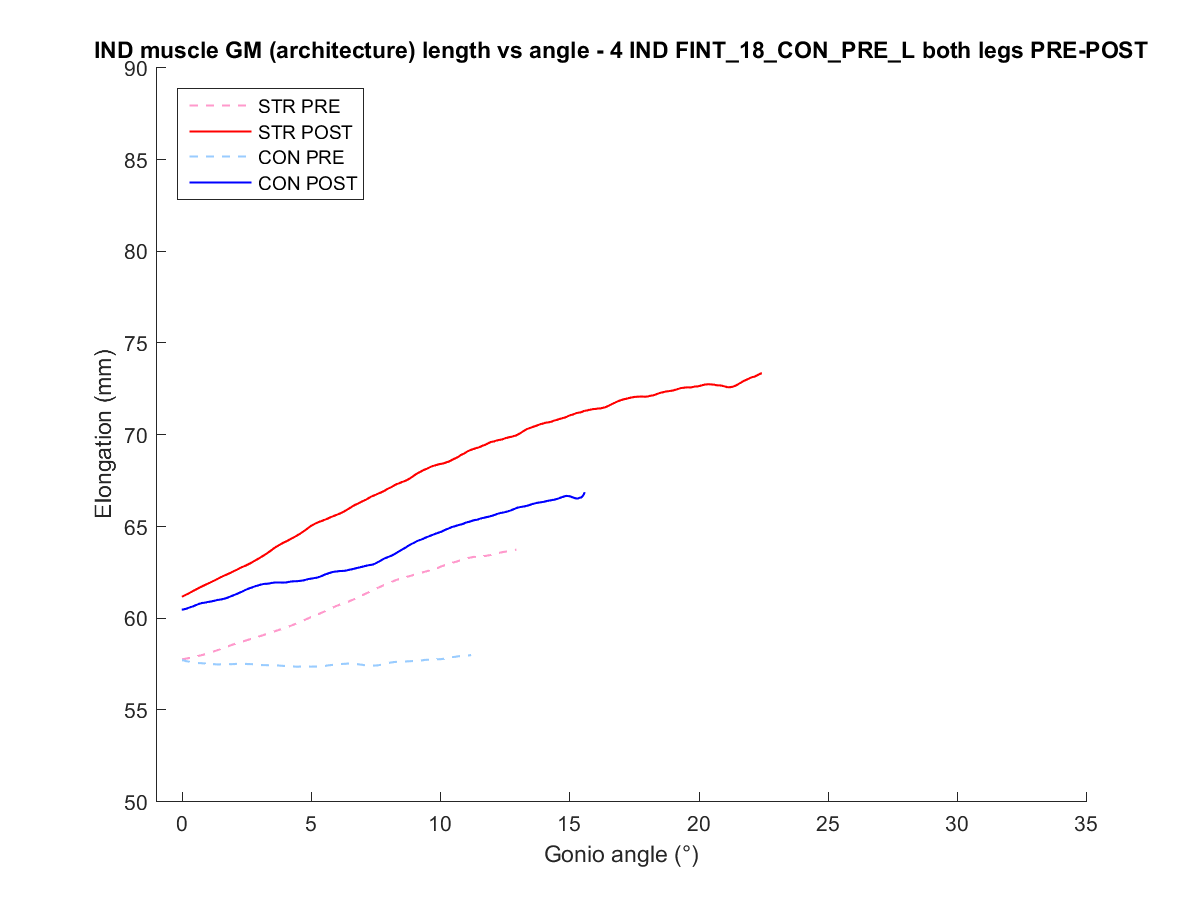 IND muscle GM (architecture) length vs angle - 4 IND FINT_18_CON_PRE_L both legs PRE-POST
90
85
80
75
70
65
60
55
50
Elongation (mm)
STR PRE
STR POST
CON PRE
CON POST
0 5 10 15 20 25 30 35
Gonio angle (°)